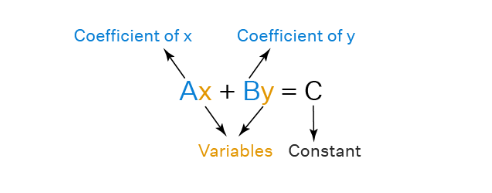 Coefficient of x Coefficient of y
Ax + By = C
Variables Constant